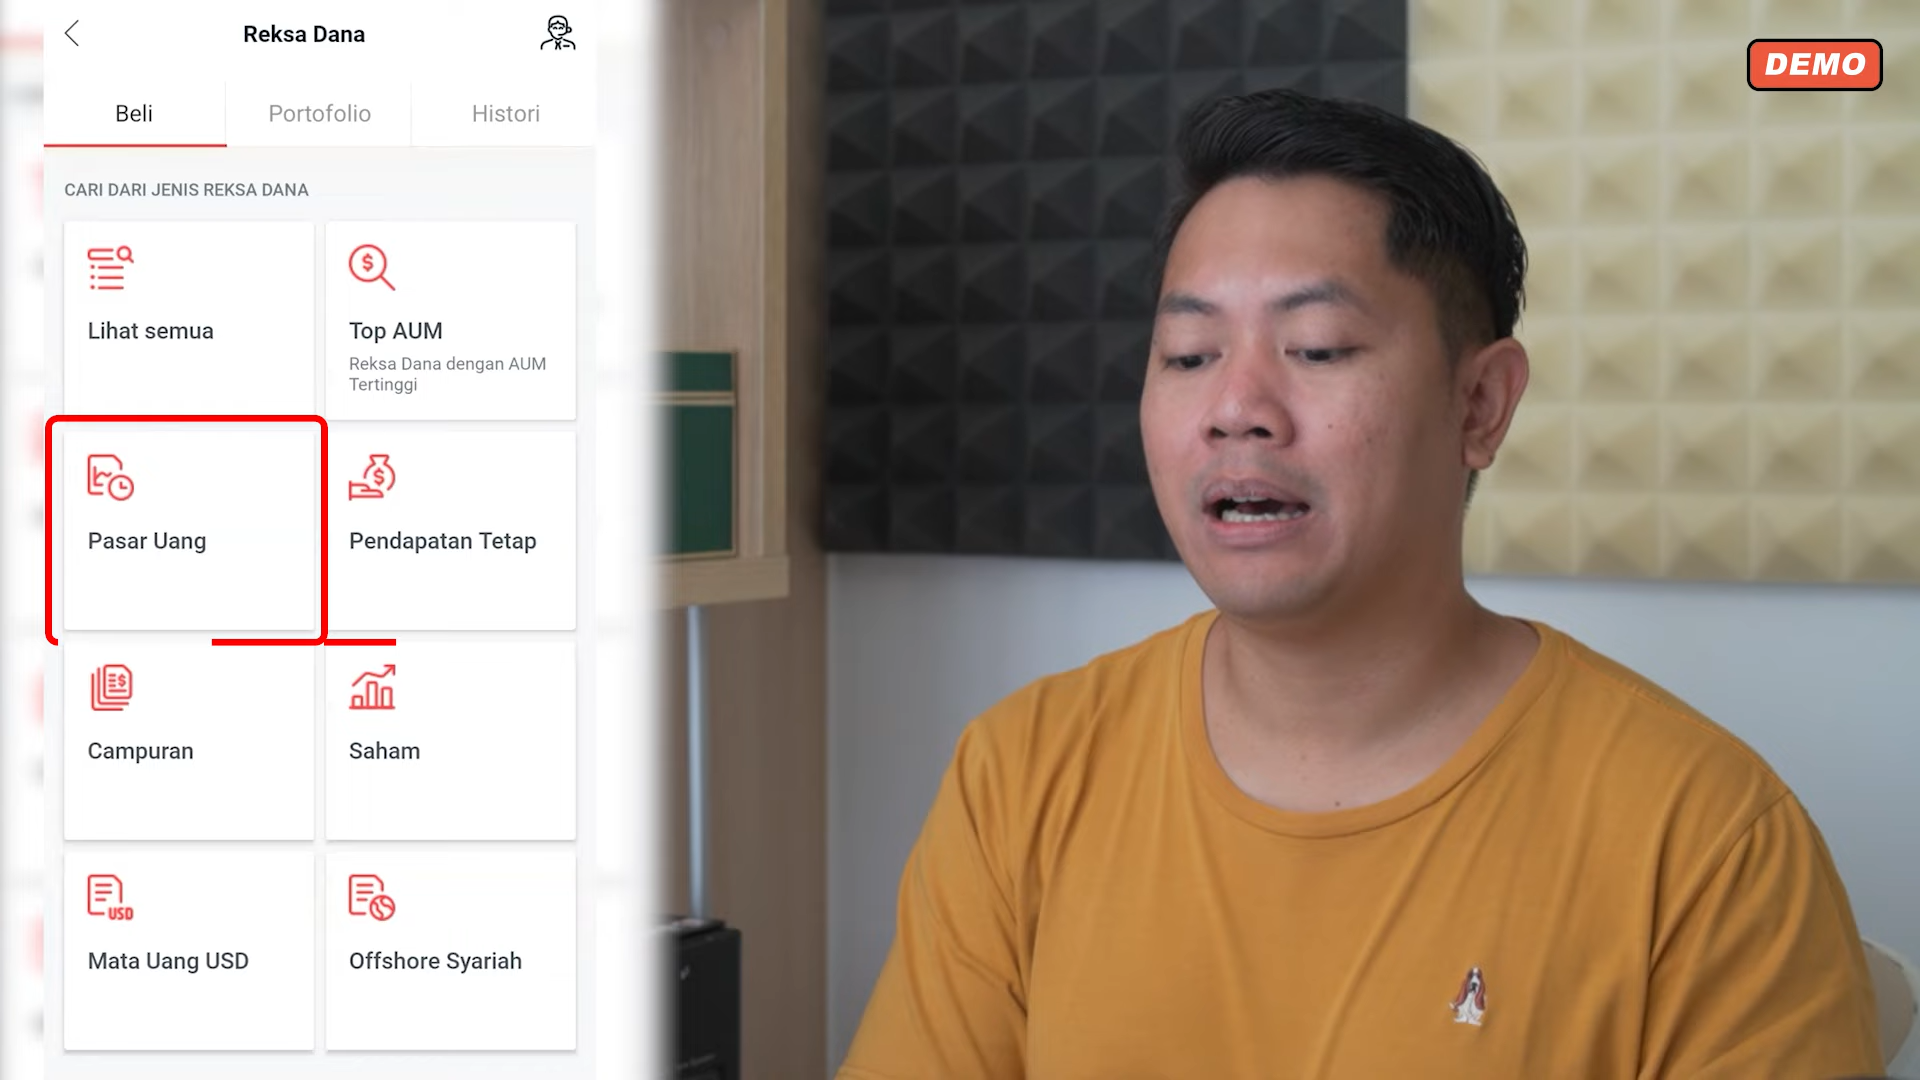 Reksa Dana
Beli
Portofolio
Histori
CARI DARI JENIS REKSA DANA
Lihat semua
Top AUM
Reksa Dana dengan AUM
Tertinggi
Pasar Uang
Pendapatan Tetap
Campuran
Saham
USD
Mata Uang USD
Offshore Syariah
DEMO